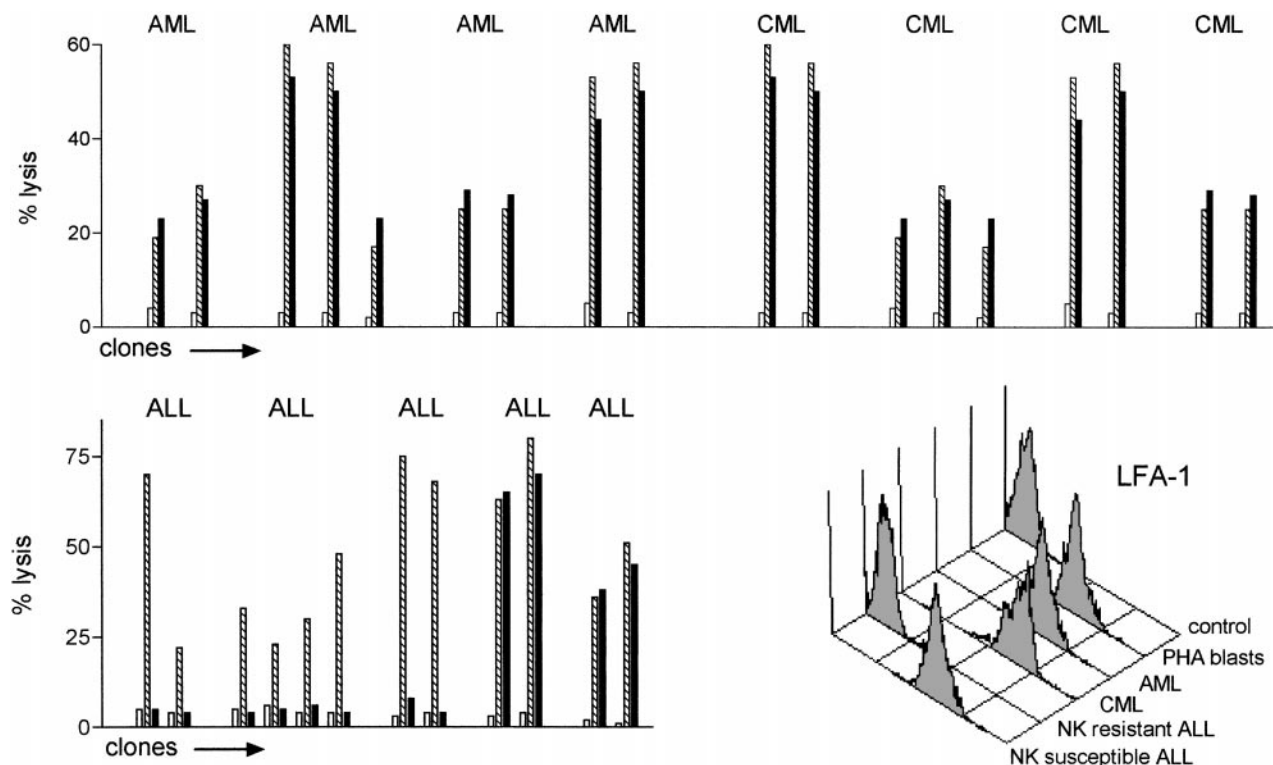 AML AML AML AML CML CML CML CML
60
40
20
0
% lysis
clones
ALL ALL ALL ALL ALL
75
50
25
0
% lysis
clones
LFA-1
control
PHA blasts
AML
CML
NK resistant ALL
NK susceptible ALL